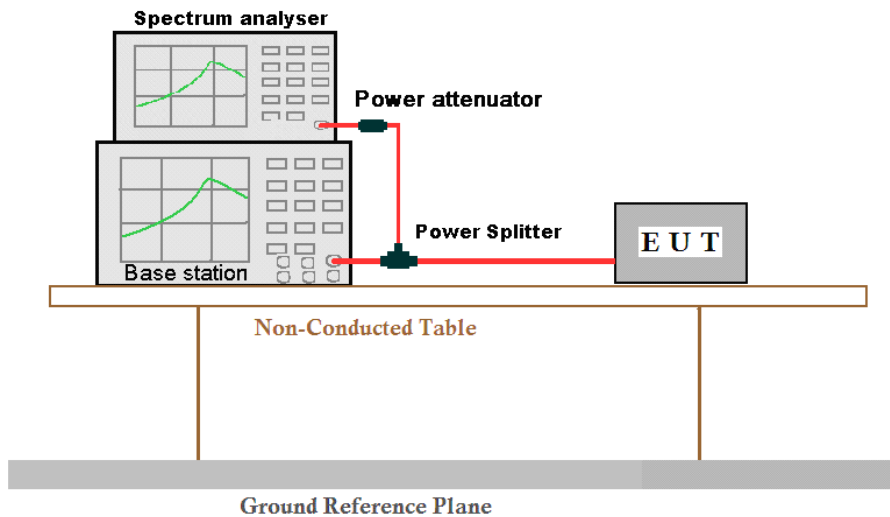 Spectrum analyser
Power attenuator
Power Splitter
E U T
Base station
Non-Conducted Table
Ground Reference Plane